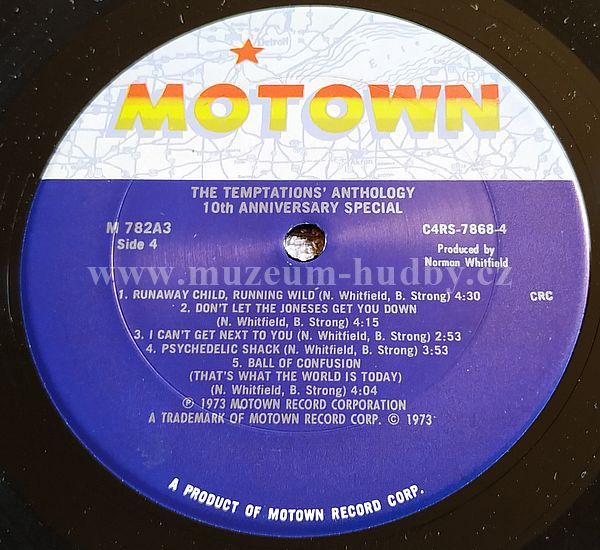 Detroit
MOTOWN®
Akron
THE TEMPTATIONS' ANTHOLOGY
10th ANNIVERSARY SPECIAL
M 782A3
Side 4
C4RS-7868-4
Produced by
Norman Whitfield
www.muzeum-hudby.cz
1. RUNAWAY CHILD, RUNNING WILD (N. Whitfield, B. Strong) 4:30
CRC
2. DON'T LET THE JONESES GET YOU DOWN
(N. Whitfield, B. Strong) 4:15
3. I CAN'T GET NEXT TO YOU (N. Whitfield, B. Strong) 2:53
4. PSYCHEDELIC SHACK (N. Whitfield, B. Strong) 3:53
5. BALL OF CONFUSION
(THAT'S WHAT THE WORLD IS TODAY)
(N. Whitfield, B. Strong) 4:04
℗ 1973 MOTOWN RECORD CORPORATION
A TRADEMARK OF MOTOWN RECORD CORP. © 1973
A PRODUCT OF MOTOWN RECORD CORP.